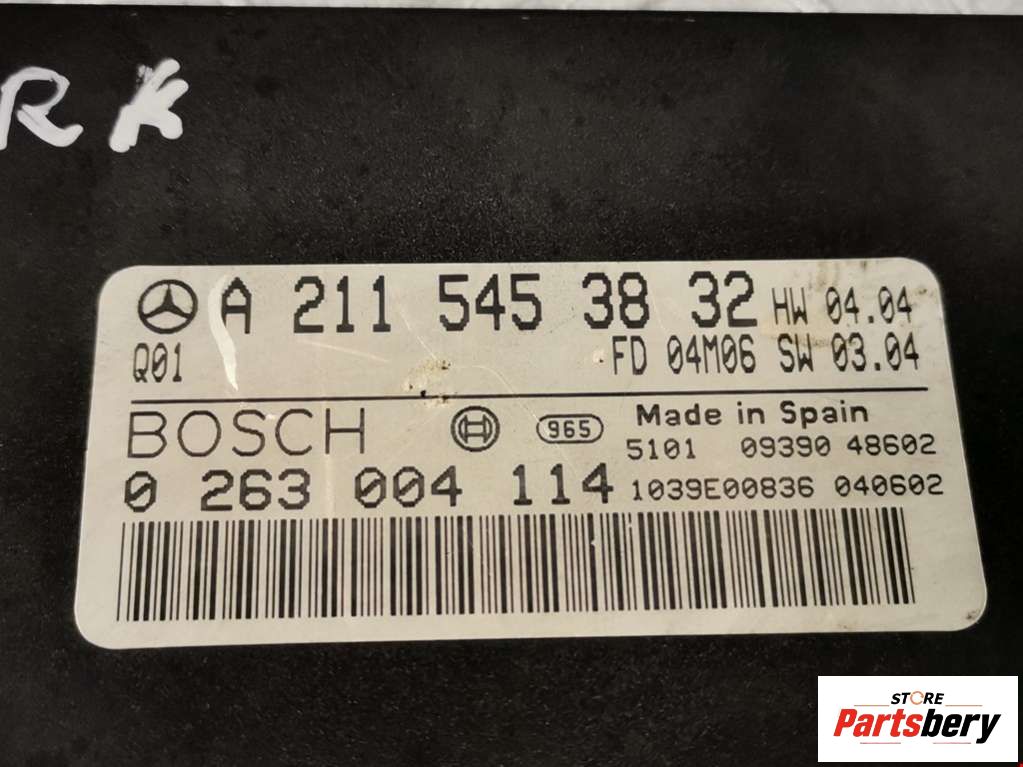 R K
A 211 545 38 32 HW 04.04
Q01 FD 04M06 SW 03.04
BOSCH 965 Made in Spain
5101 09390 48602
0 263 004 114 1039E00836 040602
STORE
Partsbery